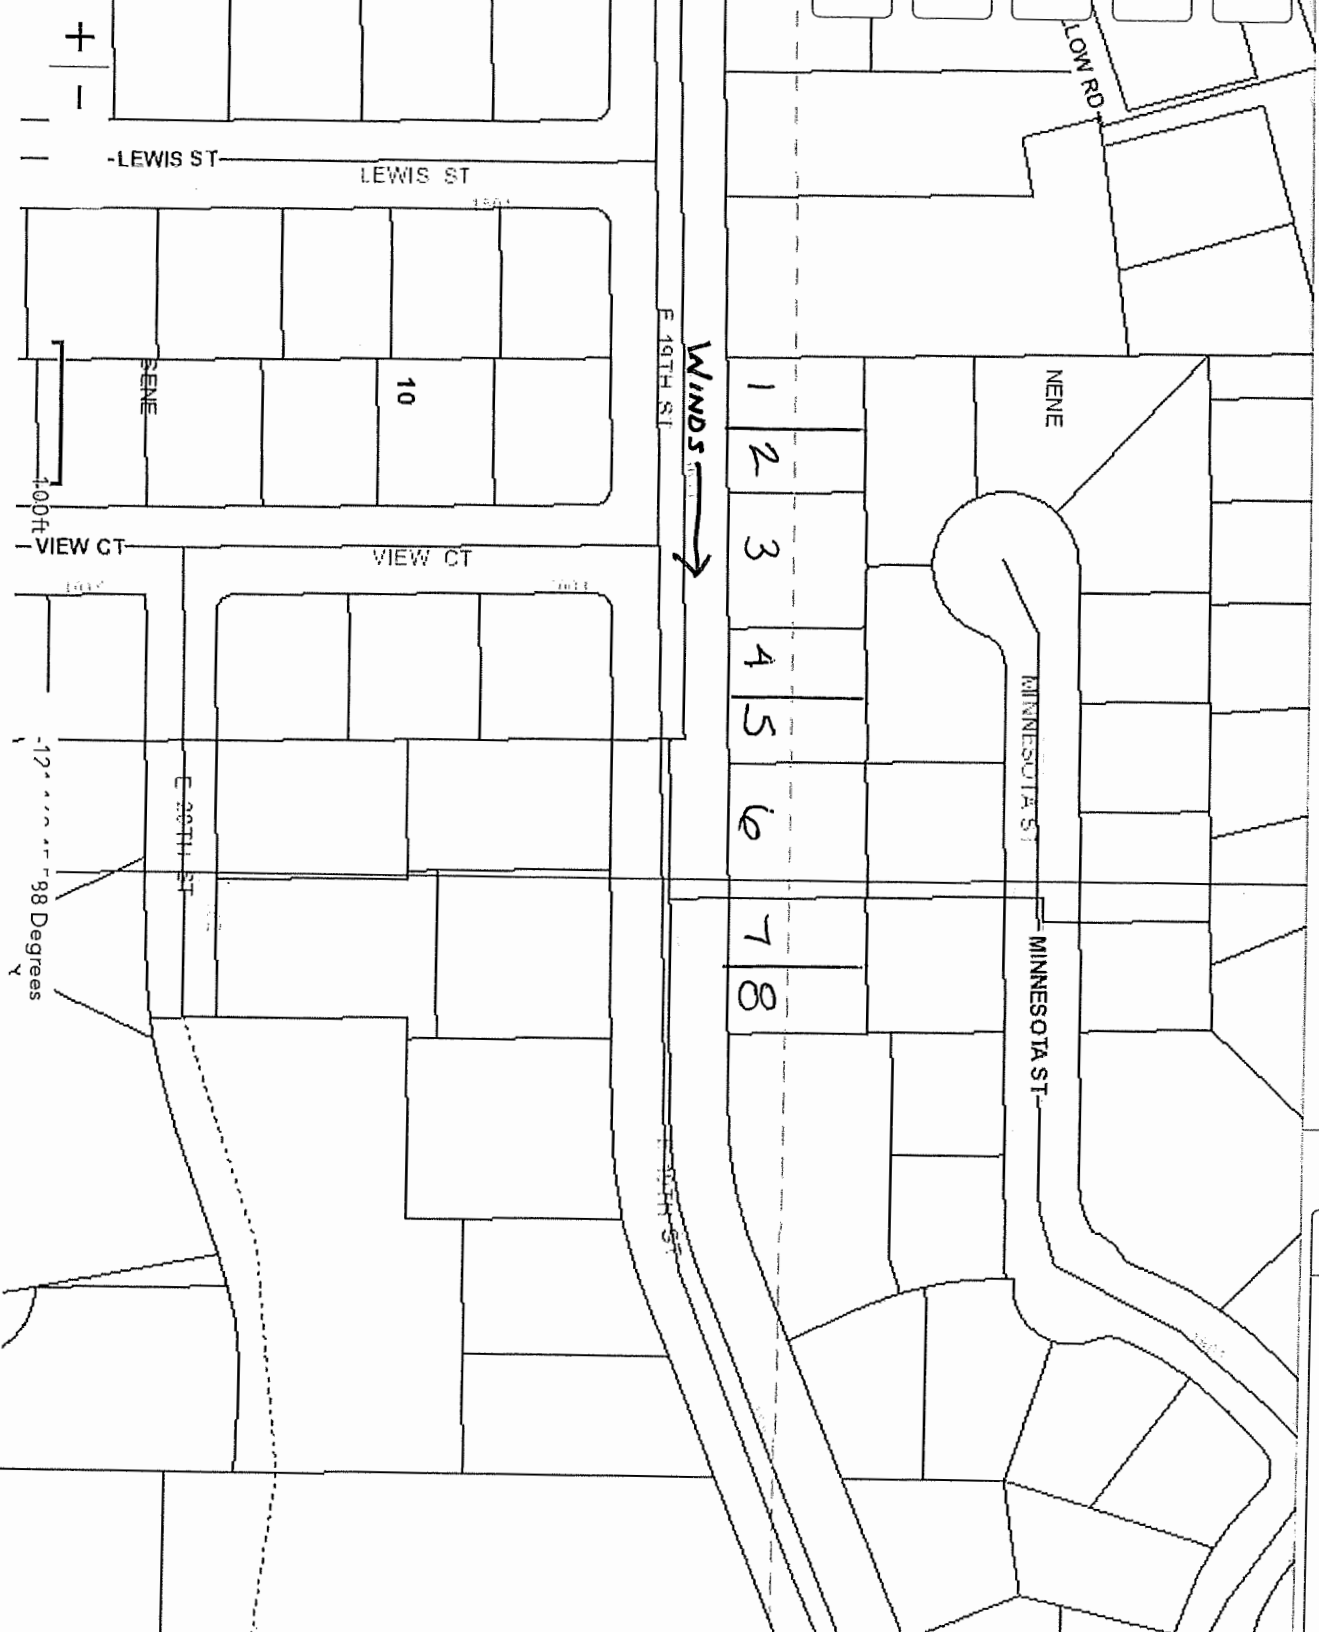 +
-
LOW RD
LEWIS ST
LEWIS ST
E 19TH ST
WINDS
1
NENE
SENE
10
2
100ft
VIEW CT
VIEW CT
3
4
MINNESOTA ST
5
E 20TH ST
6
88 Degrees
7
MINNESOTA ST
8